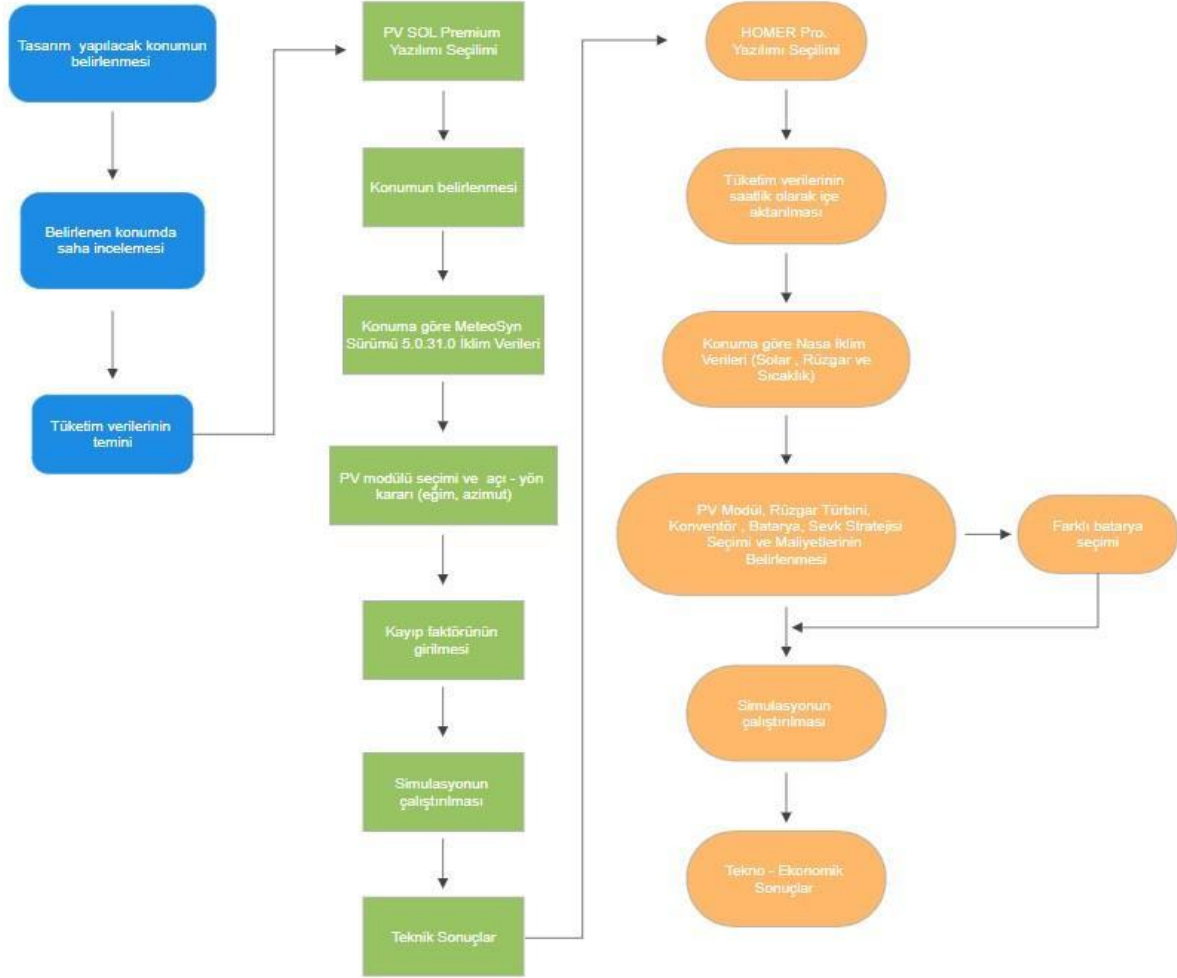 Tasarım yapılacak konumun
belirlenmesi
Belirlenen konumda
saha incelemesi
Tüketim verilerinin
temini
PV SOL Premium
Yazılımı Seçilimi
Konumun belirlenmesi
Konuma göre MeteoSyn
Sürümü 5.0.31.0 İklim Verileri
PV modülü seçimi ve açı - yön
kararı (eğim, azimut)
Kayıp faktörünün
girilmesi
Simulasyonun
çalıştırılması
Teknik Sonuçlar
HOMER Pro.
Yazılımı Seçilimi
Tüketim verilerinin
saatlik olarak içe
aktarılması
Konuma göre Nasa İklim
Verileri (Solar , Rüzgar ve
Sıcaklık)
PV Modül, Rüzgar Türbini,
Konventör , Batarya, Sevk Stratejisi
Seçimi ve Maliyetlerinin
Belirlenmesi
Farklı batarya
seçimi
Simulasyonun
çalıştırılması
Tekno - Ekonomik
Sonuçlar